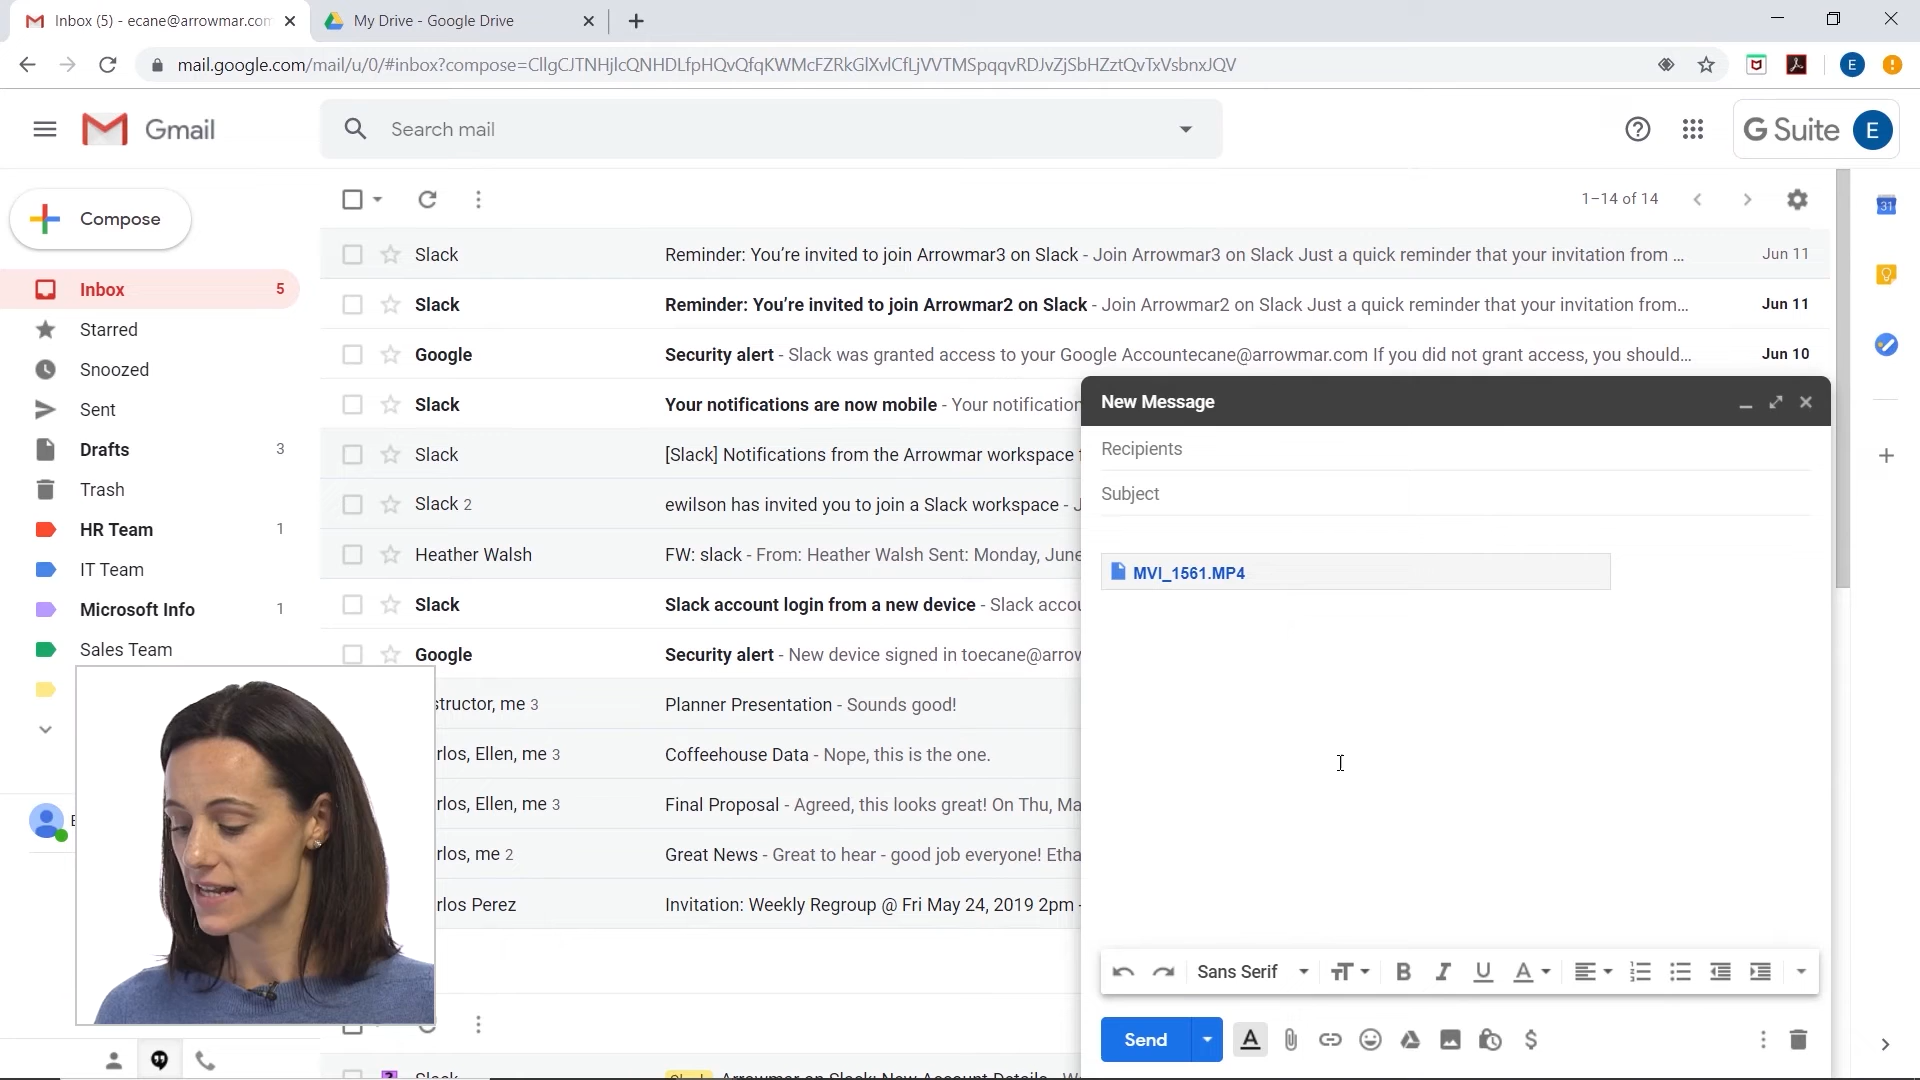 Inbox (5) - ecane@arrowmar.com
My Drive - Google Drive
E
Gmail
Search mail
G Suite
E
Compose
1–14 of 14
31
Inbox 5
Starred
Snoozed
Sent
Drafts 3
Trash
HR Team 1
IT Team
Microsoft Info 1
Sales Team
Slack Reminder: You’re invited to join Arrowmar3 on Slack - Join Arrowmar3 on Slack Just a quick reminder that your invitation from ... Jun 11
Slack Reminder: You’re invited to join Arrowmar2 on Slack - Join Arrowmar2 on Slack Just a quick reminder that your invitation from... Jun 11
Google Security alert - Slack was granted access to your Google Accountecane@arrowmar.com If you did not grant access, you should... Jun 10
Slack Your notifications are now mobile - Your notification
Slack [Slack] Notifications from the Arrowmar workspace
Slack 2 ewilson has invited you to join a Slack workspace -
Heather Walsh FW: slack - From: Heather Walsh Sent: Monday, June
Slack Slack account login from a new device - Slack accou
Google Security alert - New device signed in toecane@arrow
structor, me 3 Planner Presentation - Sounds good!
rlos, Ellen, me 3 Coffeehouse Data - Nope, this is the one.
rlos, Ellen, me 3 Final Proposal - Agreed, this looks great! On Thu, Ma
rlos, me 2 Great News - Great to hear - good job everyone! Etha
rlos Perez Invitation: Weekly Regroup @ Fri May 24, 2019 2pm -
Slack Arrowmar on Slack: New Account Details -
New Message
Recipients
Subject
MVI_1561.MP4
Sans Serif
B I U A
Send A $